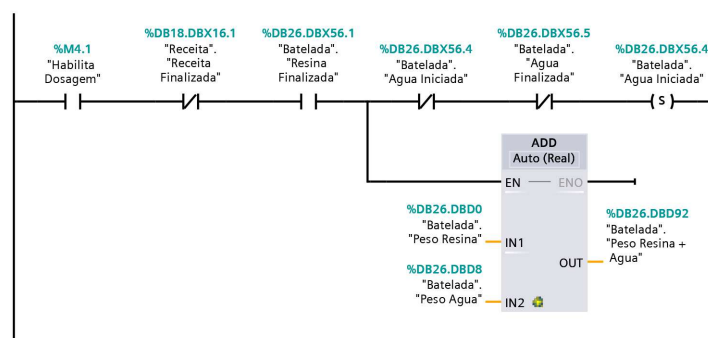 %M4.1
"Habilita
Dosagem"
%DB18.DBX16.1
"Receita".
"Receita
Finalizada"
%DB26.DBX56.1
"Batelada".
"Resina
Finalizada"
%DB26.DBX56.4
"Batelada".
"Agua Iniciada"
%DB26.DBX56.5
"Batelada".
"Agua
Finalizada"
%DB26.DBX56.4
"Batelada".
"Agua Iniciada"
S
ADD
Auto (Real)
EN
ENO
%DB26.DBD0
"Batelada".
"Peso Resina"
IN1
%DB26.DBD92
"Batelada".
"Peso Resina +
Agua"
OUT
%DB26.DBD8
"Batelada".
"Peso Agua"
IN2